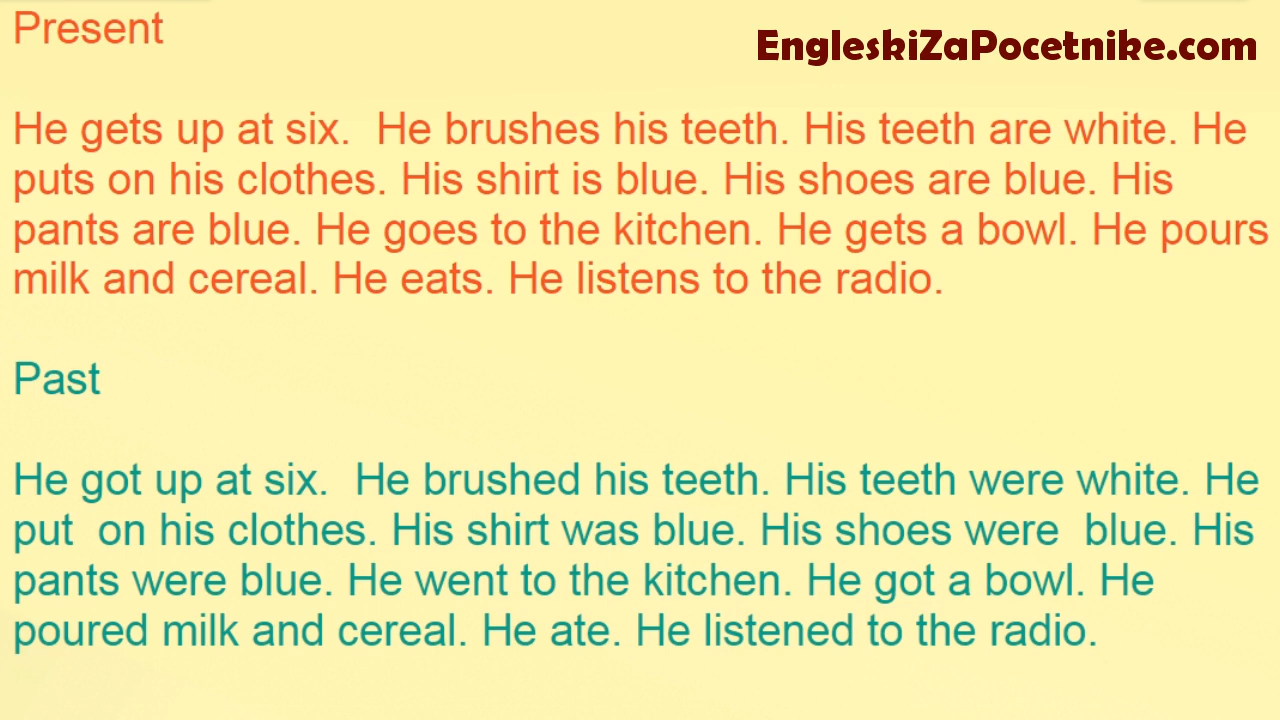 Present
EngleskiZaPocetnike.com
He gets up at six.  He brushes his teeth. His teeth are white. He
puts on his clothes. His shirt is blue. His shoes are blue. His
pants are blue. He goes to the kitchen. He gets a bowl. He pours
milk and cereal. He eats. He listens to the radio.
Past
He got up at six.  He brushed his teeth. His teeth were white. He
put  on his clothes. His shirt was blue. His shoes were  blue. His
pants were blue. He went to the kitchen. He got a bowl. He
poured milk and cereal. He ate. He listened to the radio.